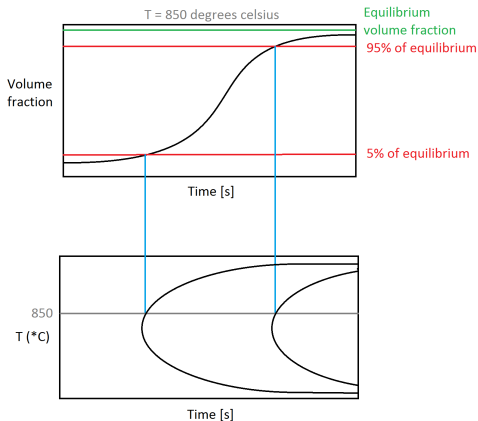 T = 850 degrees celsius
Equilibrium
volume fraction
95% of equilibrium
Volume
fraction
5% of equilibrium
Time [s]
850
T (*C)
Time [s]